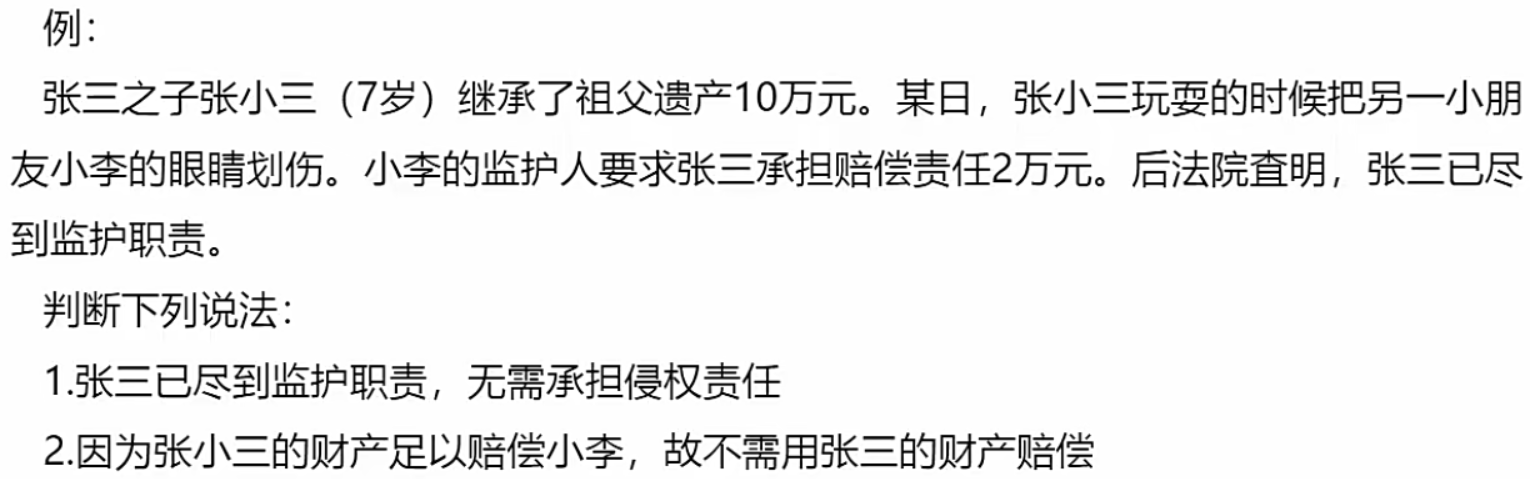 例：
张三之子张小三（7岁）继承了祖父遗产10万元。某日，张小三玩耍的时候把另一小朋
友小李的眼睛划伤。小李的监护人要求张三承担赔偿责任2万元。后法院查明，张三已尽
到监护职责。
判断下列说法：
1.张三已尽到监护职责，无需承担侵权责任
2.因为张小三的财产足以赔偿小李，故不需用张三的财产赔偿